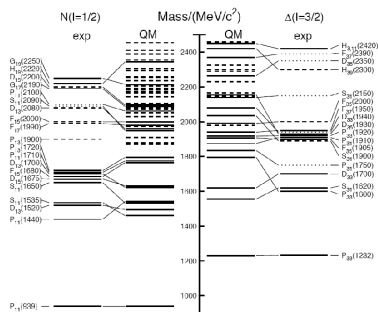 N(I=1/2) Mass/(MeV/c²) Δ(I=3/2)
exp QM QM exp
G₁₉(2250)
H₁₉(2220)
D₁₅(2200)
G₁₇(2190)
P₁₁(2100)
S₁₁(2090)
D₁₃(2080)
F₁₅(2000)
F₁₇(1990)
P₁₃(1900)
P₁₃(1720)
P₁₁(1710)
D₁₃(1700)
F₁₅(1680)
D₁₅(1675)
S₁₁(1650)
S₁₁(1535)
D₁₃(1520)
P₁₁(1440)
P₁₁(939)
2400
2200
2000
1800
1600
1400
1200
1000
H₃,₁₁(2420)
F₃₇(2390)
D₃₅(2350)
H₃₉(2300)
S₃₁(2150)
F₃₅(2000)
F₃₇(1950)
D₃₃(1940)
D₃₅(1930)
P₃₃(1920)
P₃₁(1910)
F₃₅(1905)
S₃₁(1900)
P₃₁(1750)
D₃₃(1700)
S₃₁(1620)
P₃₃(1600)
P₃₃(1232)